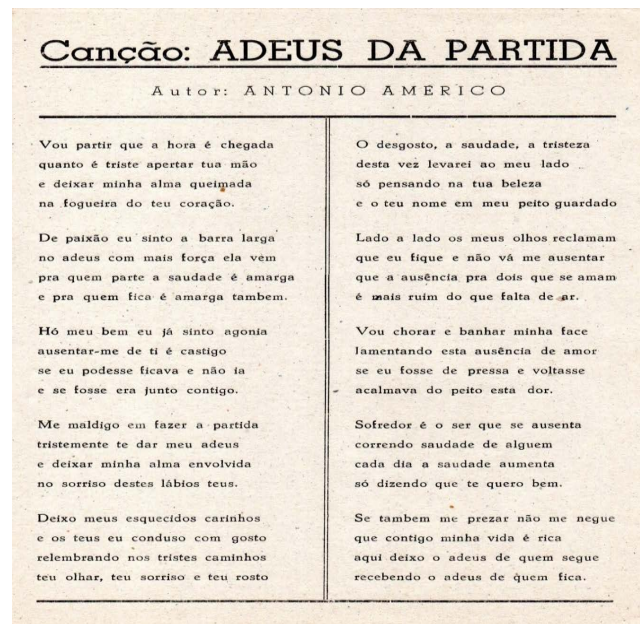 Canção: ADEUS DA PARTIDA
Autor: ANTONIO AMÉRICO
Vou partir que a hora é chegada
quanto é triste apertar tua mão
e deixar minha alma queimada
na fogueira do teu coração.
De paixão eu sinto a barra larga
no adeus com mais força ela vem
pra quem parte a saudade é amarga
e pra quem fica é amarga tambem.
Hó meu bem eu já sinto agonia
ausentar-me de ti é castigo
se eu podesse ficava e não ia
e se fosse era junto contigo.
Me maldigo em fazer a partida
tristemente te dar meu adeus
e deixar minha alma envolvida
no sorriso destes lábios teus.
Deixo meus esquecidos carinhos
e os teus eu conduso com gosto
relembrando nos tristes caminhos
teu olhar, teu sorriso e teu rosto
O desgosto, a saudade, a tristeza
desta vez levarei ao meu lado
só pensando na tua beleza
e o teu nome em meu peito guardado
Lado a lado os meus olhos reclamam
que eu fique e não vá me ausentar
que a ausência pra dois que se amam
é mais ruim do que falta de ar.
Vou chorar e banhar minha face
lamentando esta ausência de amor
se eu fosse de pressa e voltasse
acalmava do peito esta dor.
Sofredor é o ser que se ausenta
correndo saudade de alguem
cada dia a saudade aumenta
só dizendo que te quero bem.
Se tambem me prezar não me negue
que contigo minha vida é rica
aqui deixo o adeus de quem segue
recebendo o adeus de quem fica.